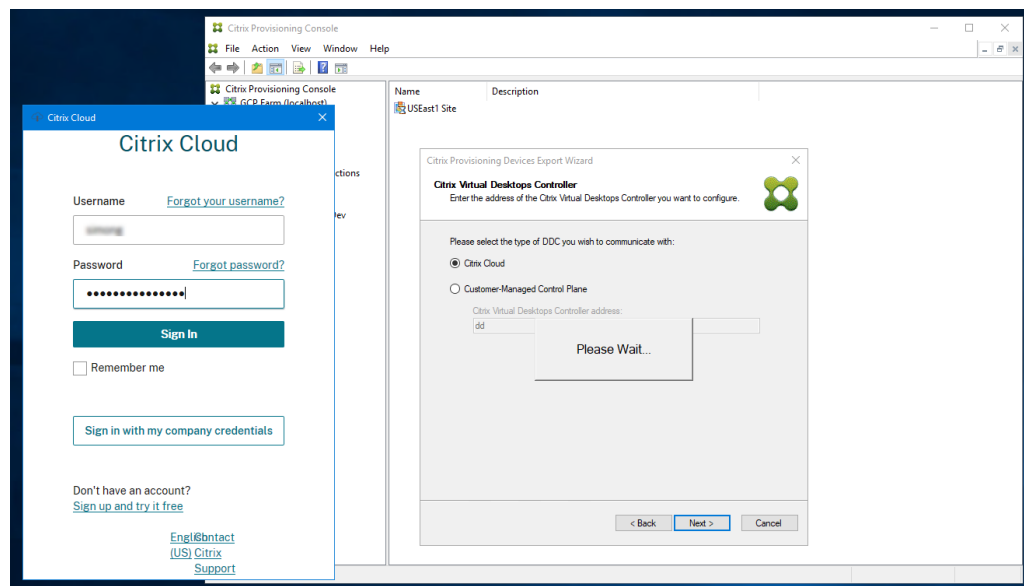 Citrix Provisioning Console
File Action View Window Help
Citrix Provisioning Console
GCP Farm (localhost)
ctions
Name Description
USEast1 Site
Citrix Cloud
Citrix Cloud
Username Forgot your username?
Password Forgot password?
Sign In
Remember me
Sign in with my company credentials
Don't have an account?
Sign up and try it free
English
(US)
Contact
Citrix
Support
Citrix Provisioning Devices Export Wizard
Citrix Virtual Desktops Controller
Enter the address of the Citrix Virtual Desktops Controller you want to configure.
Please select the type of DDC you wish to communicate with:
Citrix Cloud
Customer-Managed Control Plane
Citrix Virtual Desktops Controller address:
dd
Please Wait...
< Back Next > Cancel